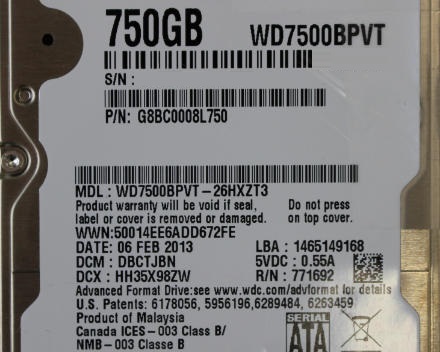 750GB WD7500BPVT
S/N :
P/N: G8BC0008L750
MDL : WD7500BPVT-26HXZT3
Product warranty will be void if seal, Do not press
label or cover is removed or damaged. on top cover.
WWN:50014EE6ADD672FE
DATE: 06 FEB 2013 LBA : 1465149168
DCM : DBCTJBN 5VDC : 0.55A
DCX : HH35X98ZW R/N : 771692
Advanced Format Drive:see www.wdc.com/advformat for details
U.S. Patents: 6178056, 5956196,6289484, 6263459
Product of Malaysia
Canada ICES-003 Class B/
NMB-003 Classe B
SERIAL
ATA